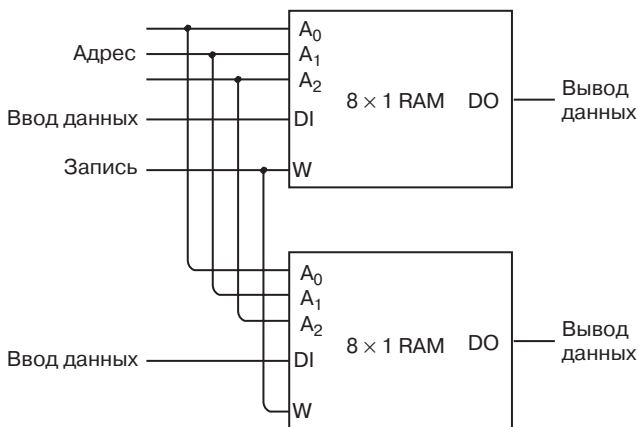 A₀
Адрес
A₁
A₂
8 × 1 RAM
DO
Вывод
данных
Ввод данных
DI
Запись
W
A₀
A₁
A₂
8 × 1 RAM
DO
Вывод
данных
Ввод данных
DI
W